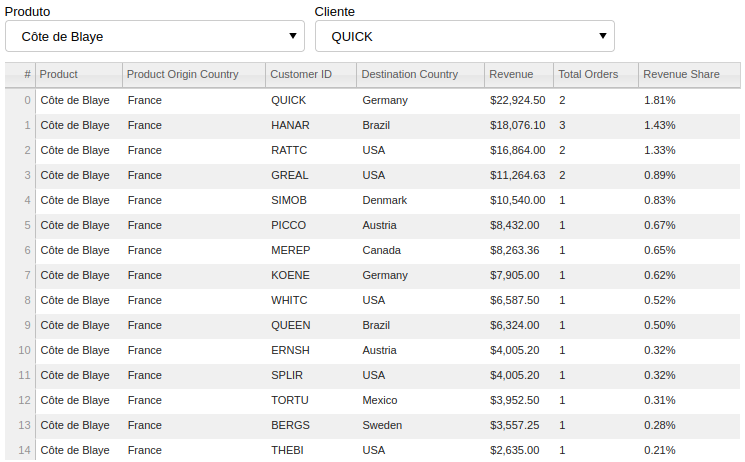 Produto Cliente
Côte de Blaye QUICK
# Product Product Origin Country Customer ID Destination Country Revenue Total Orders Revenue Share
0 Côte de Blaye France QUICK Germany $22,924.50 2 1.81%
1 Côte de Blaye France HANAR Brazil $18,076.10 3 1.43%
2 Côte de Blaye France RATTC USA $16,864.00 2 1.33%
3 Côte de Blaye France GREAL USA $11,264.63 2 0.89%
4 Côte de Blaye France SIMOB Denmark $10,540.00 1 0.83%
5 Côte de Blaye France PICCO Austria $8,432.00 1 0.67%
6 Côte de Blaye France MEREP Canada $8,263.36 1 0.65%
7 Côte de Blaye France KOENE Germany $7,905.00 1 0.62%
8 Côte de Blaye France WHITC USA $6,587.50 1 0.52%
9 Côte de Blaye France QUEEN Brazil $6,324.00 1 0.50%
10 Côte de Blaye France ERNSH Austria $4,005.20 1 0.32%
11 Côte de Blaye France SPLIR USA $4,005.20 1 0.32%
12 Côte de Blaye France TORTU Mexico $3,952.50 1 0.31%
13 Côte de Blaye France BERGS Sweden $3,557.25 1 0.28%
14 Côte de Blaye France THEBI USA $2,635.00 1 0.21%